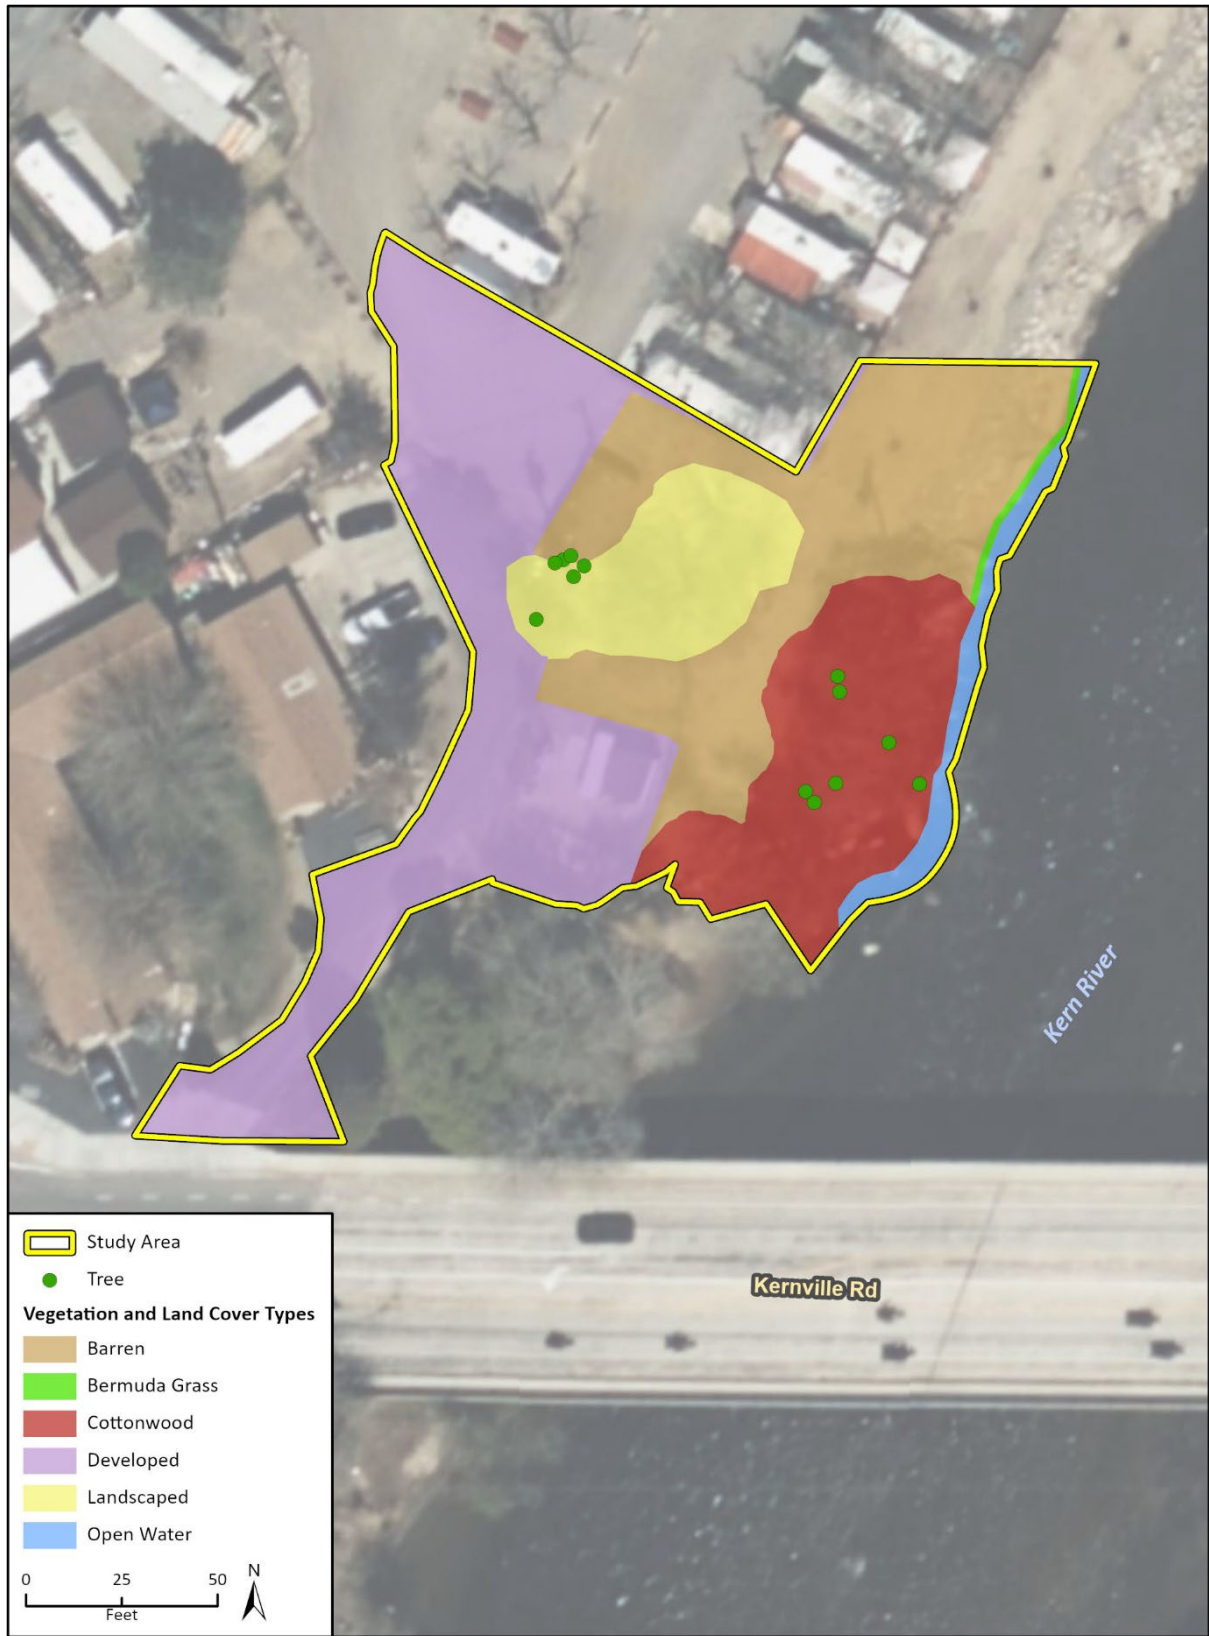 Kern River
Kernville Rd
Study Area
Tree
Vegetation and Land Cover Types
Barren
Bermuda Grass
Cottonwood
Developed
Landscaped
Open Water
0 25 50
Feet
N